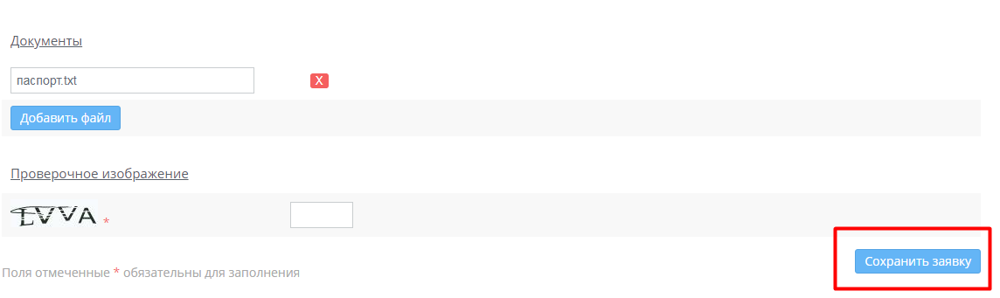 Документы
паспорт.txt
X
Добавить файл
Проверочное изображение
*
Поля отмеченные * обязательны для заполнения
Сохранить заявку